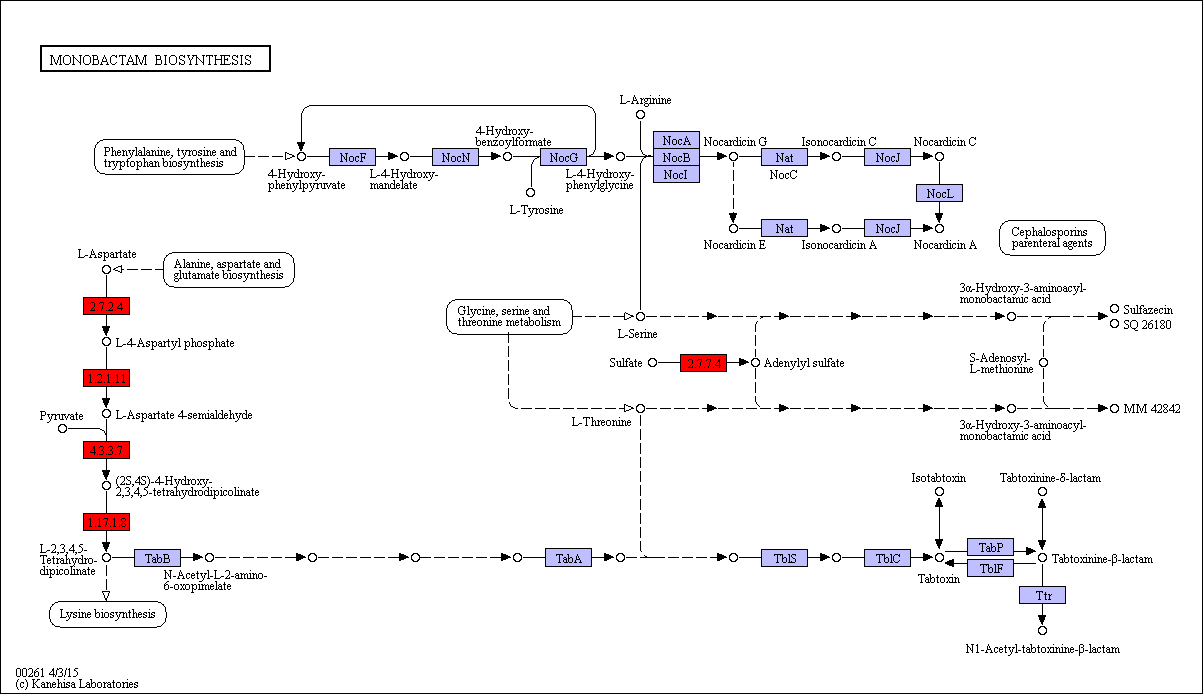 MONOBACTAM BIOSYNTHESIS
L-Arginine
4-Hydroxy-
benzoylformate
Phenylalanine, tyrosine and
tryptophan biosynthesis
NocF
NocN
NocG
NocA
NocB
NocI
Nocardicin G
Isonocardicin C
Nocardicin C
Nat
NocJ
NocC
4-Hydroxy-
phenylpyruvate
L-4-Hydroxy-
mandelate
L-4-Hydroxy-
phenylglycine
L-Tyrosine
NocL
Nat
NocJ
Nocardicin E
Isonocardicin A
Nocardicin A
Cephalosporins
parenteral agents
L-Aspartate
Alanine, aspartate and
glutamate biosynthesis
2.7.2.4
L-4-Aspartyl phosphate
1.2.1.11
Pyruvate
L-Aspartate 4-semialdehyde
4.3.3.7
(2S,4S)-4-Hydroxy-
2,3,4,5-tetrahydrodipicolinate
1.17.1.8
Glycine, serine and
threonine metabolism
L-Serine
3α-Hydroxy-3-aminoacyl-
monobactamic acid
Sulfazecin
SQ 26180
Sulfate
2.7.7.4
Adenylyl sulfate
S-Adenosyl-
L-methionine
L-Threonine
3α-Hydroxy-3-aminoacyl-
monobactamic acid
MM 42842
Isotabtoxin
Tabtoxinine-δ-lactam
L-2,3,4,5-
Tetrahydro-
dipicolinate
TabB
N-Acetyl-L-2-amino-
6-oxopimelate
TabA
TblS
TblC
Tabtoxin
TabP
TblF
Tabtoxinine-β-lactam
Ttr
N1-Acetyl-tabtoxinine-β-lactam
Lysine biosynthesis
00261 4/3/15
(c) Kanehisa Laboratories